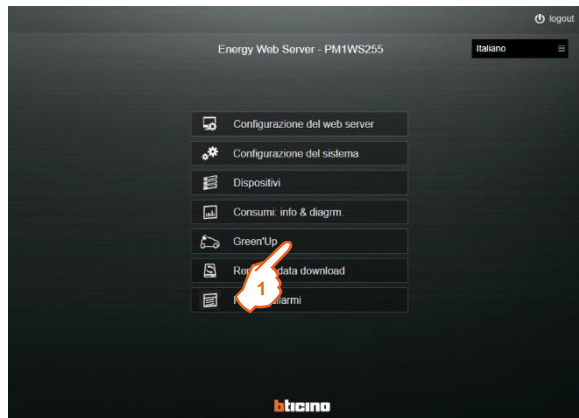 logout
Energy Web Server - PM1WS255
Italiano
Configurazione del web server
Configurazione del sistema
Dispositivi
Consumi: info & diagrm.
Green'Up
data download
1
bticino